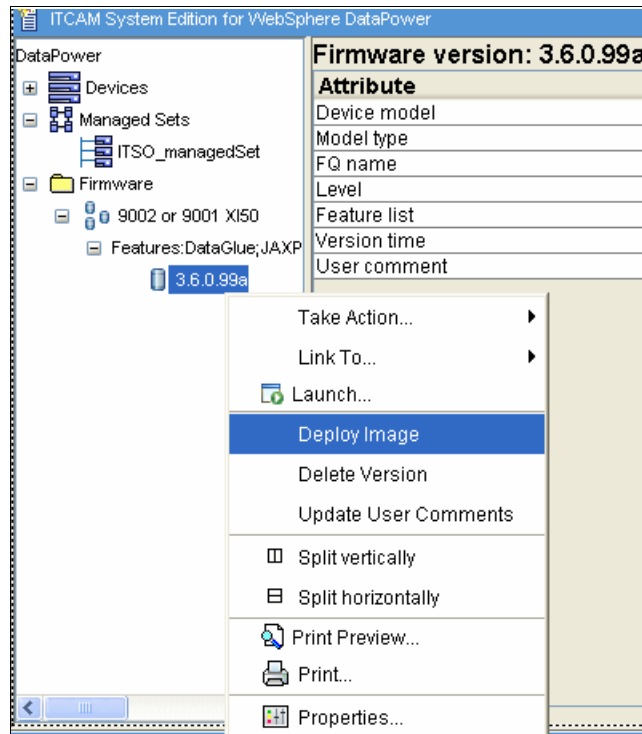 ITCAM System Edition for WebSphere DataPower
DataPower
Devices
Managed Sets
ITSO_managedSet
Firmware
9002 or 9001 XI50
Features:DataGlue;JAXP
3.6.0.99a
Firmware version: 3.6.0.99a
Attribute
Device model
Model type
FQ name
Level
Feature list
Version time
User comment
Take Action...
Link To...
Launch...
Deploy Image
Delete Version
Update User Comments
Split vertically
Split horizontally
Print Preview...
Print...
Properties...